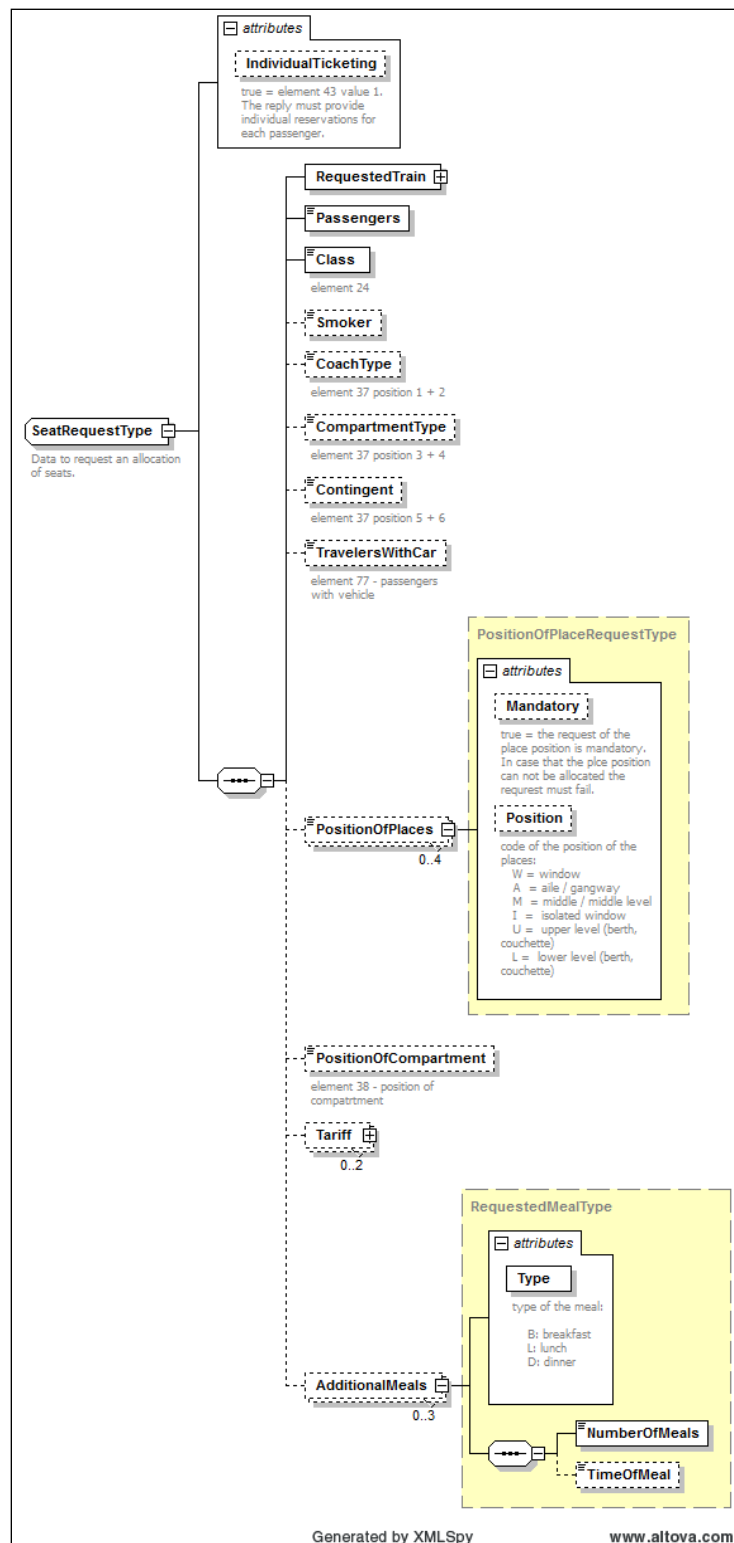 attributes
IndividualTicketing
true = element 43 value 1.
The reply must provide
individual reservations for
each passenger.
RequestedTrain
Passengers
Class
element 24
Smoker
CoachType
element 37 position 1 + 2
CompartmentType
element 37 position 3 + 4
Contingent
element 37 position 5 + 6
TravelersWithCar
element 77 - passengers
with vehicle
SeatRequestType
Data to request an allocation
of seats.
PositionOfPlaceRequestType
attributes
Mandatory
true = the request of the
place position is mandatory.
In case that the plce position
can not be allocated the
requrest must fail.
Position
code of the position of the
places:
W = window
A = aile / gangway
M = middle / middle level
I = isolated window
U = upper level (berth,
couchette)
L = lower level (berth,
couchette)
PositionOfPlaces
0..4
PositionOfCompartment
element 38 - position of
compatrtment
Tariff
0..2
RequestedMealType
attributes
Type
type of the meal:
B: breakfast
L: lunch
D: dinner
AdditionalMeals
0..3
NumberOfMeals
TimeOfMeal
Generated by XMLSpy www.altova.com